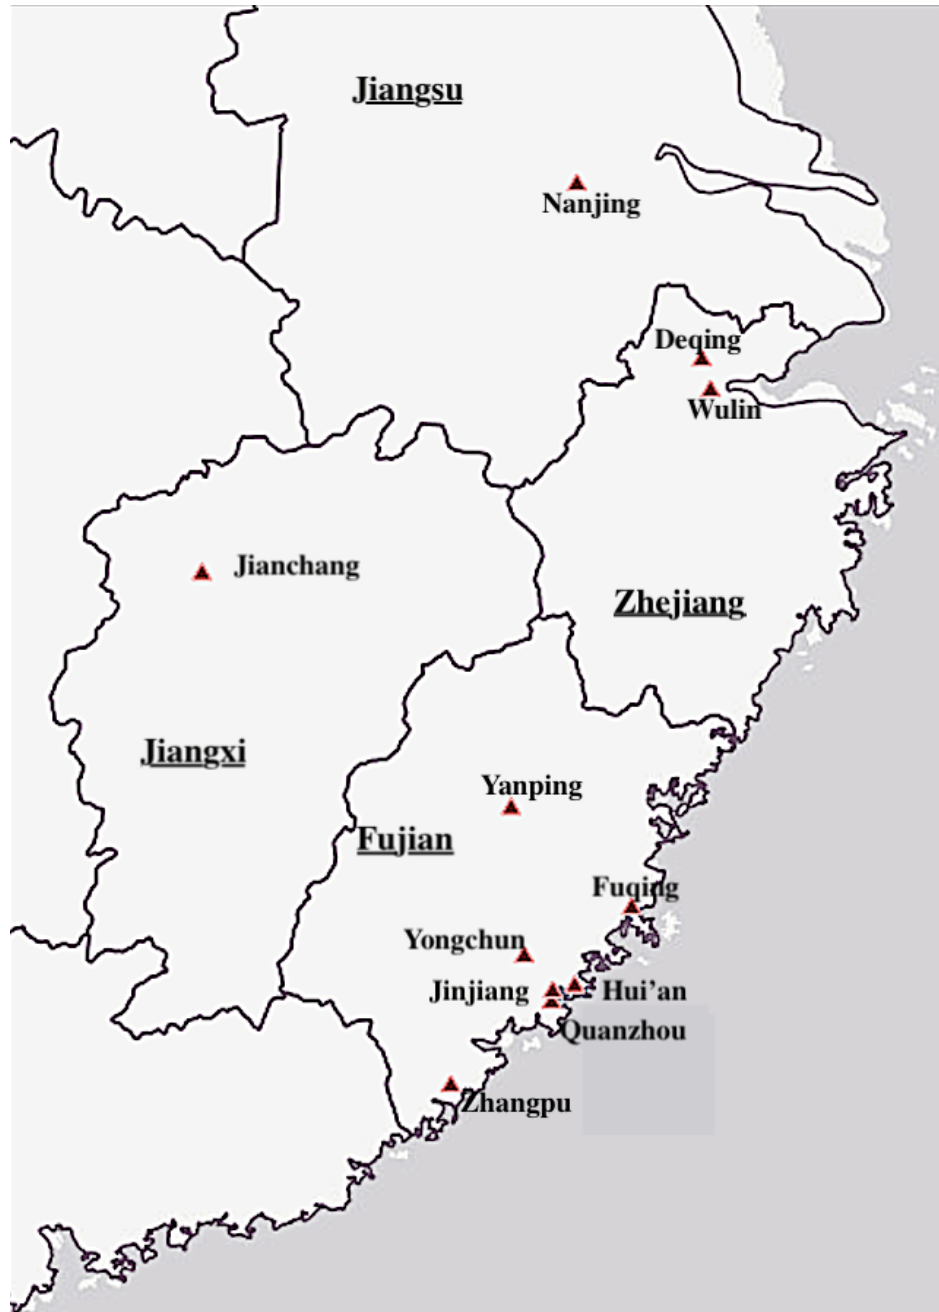 Jiangsu
Nanjing
Deqing
Wulin
Jianchang
Zhejiang
Jiangxi
Yanping
Fujian
Fuqing
Yongchun
Jinjiang
Hui'an
Quanzhou
Zhangpu